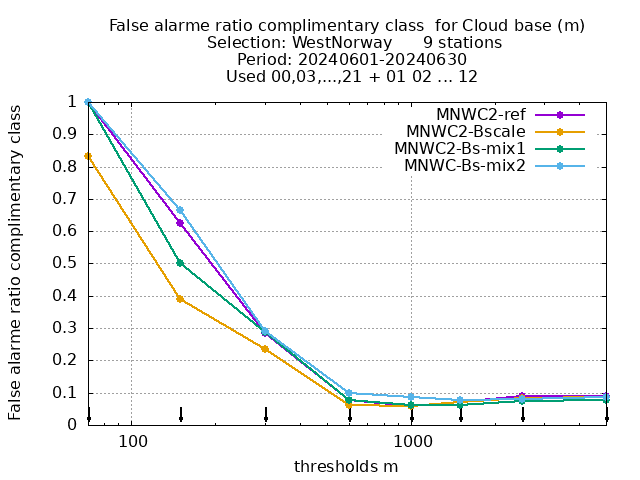 False alarme ratio complimentary class  for Cloud base (m)
Selection: WestNorway      9 stations
Period: 20240601-20240630
Used 00,03,...,21 + 01 02 ... 12
False alarme ratio complimentary class
1
0.9
0.8
0.7
0.6
0.5
0.4
0.3
0.2
0.1
0
MNWC2-ref
MNWC2-Bscale
MNWC2-Bs-mix1
MNWC-Bs-mix2
100
1000
thresholds m